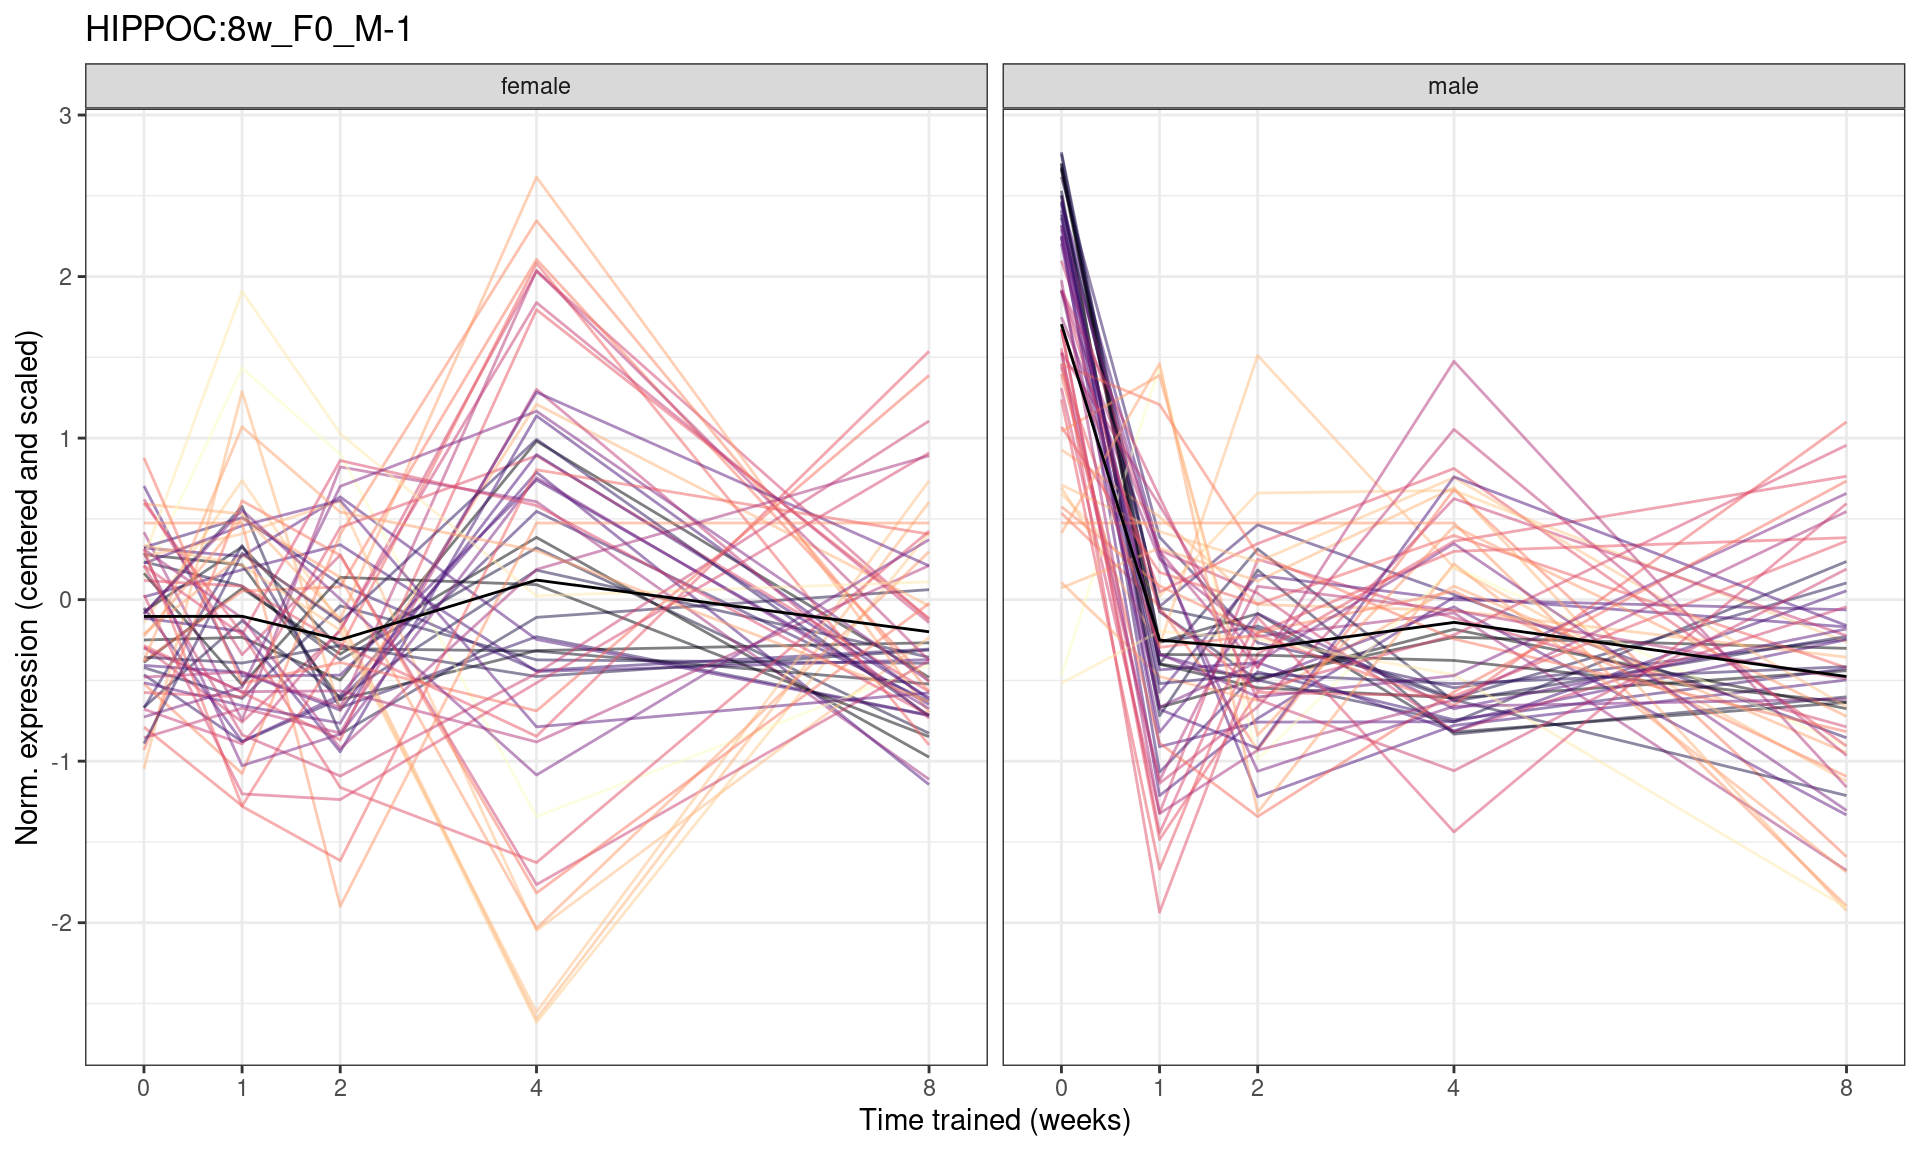 HIPPOC:8w_F0_M-1
female
male
3
2
1
0
-1
-2
0 1 2 4 8
0 1 2 4 8
Norm. expression (centered and scaled)
Time trained (weeks)